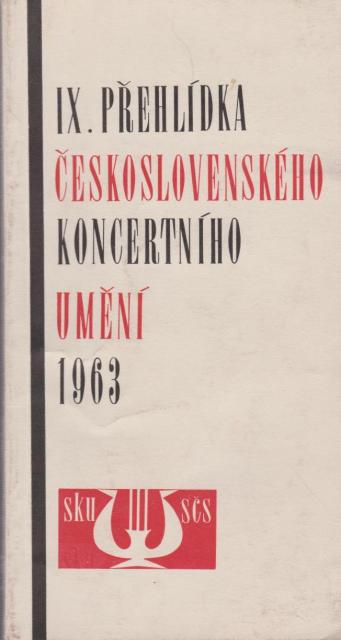 IX. PŘEHLÍDKA
ČESKOSLOVENSKÉHO
KONCERTNÍHO
UMĚNÍ
1963
sku sčs